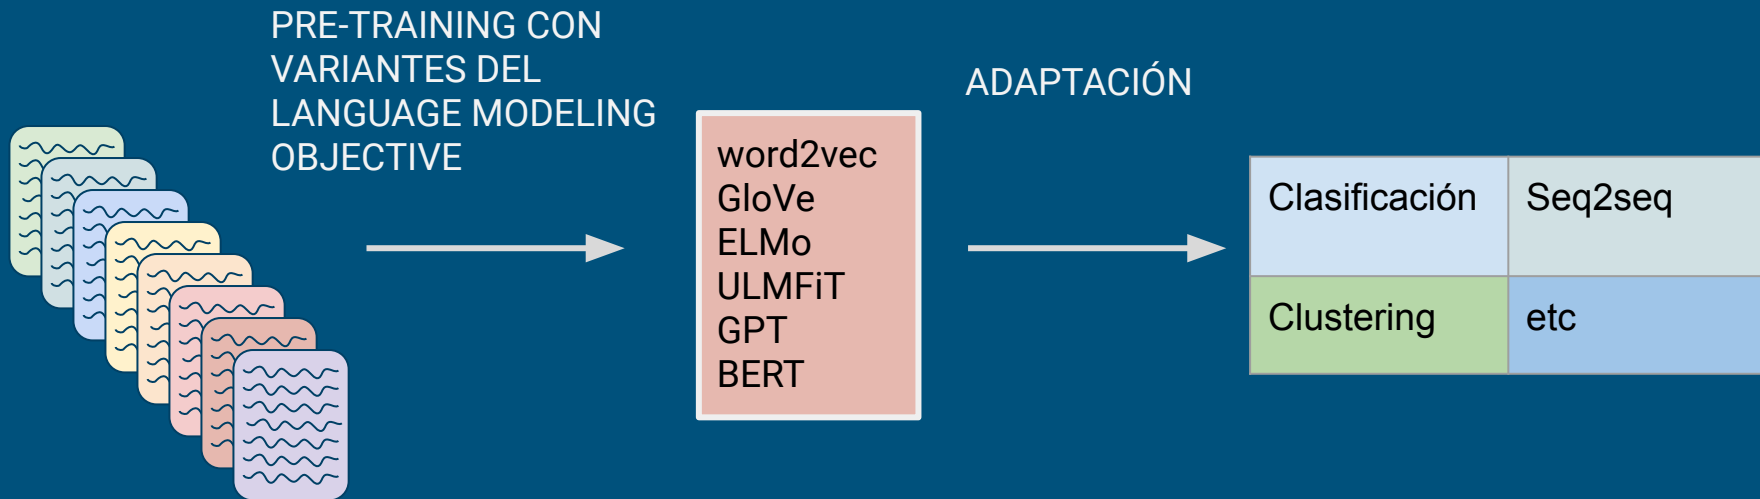 PRE-TRAINING CON
VARIANTES DEL
LANGUAGE MODELING
OBJECTIVE
ADAPTACIÓN
word2vec
GloVe
ELMo
ULMFiT
GPT
BERT
Clasificación
Seq2seq
Clustering
etc